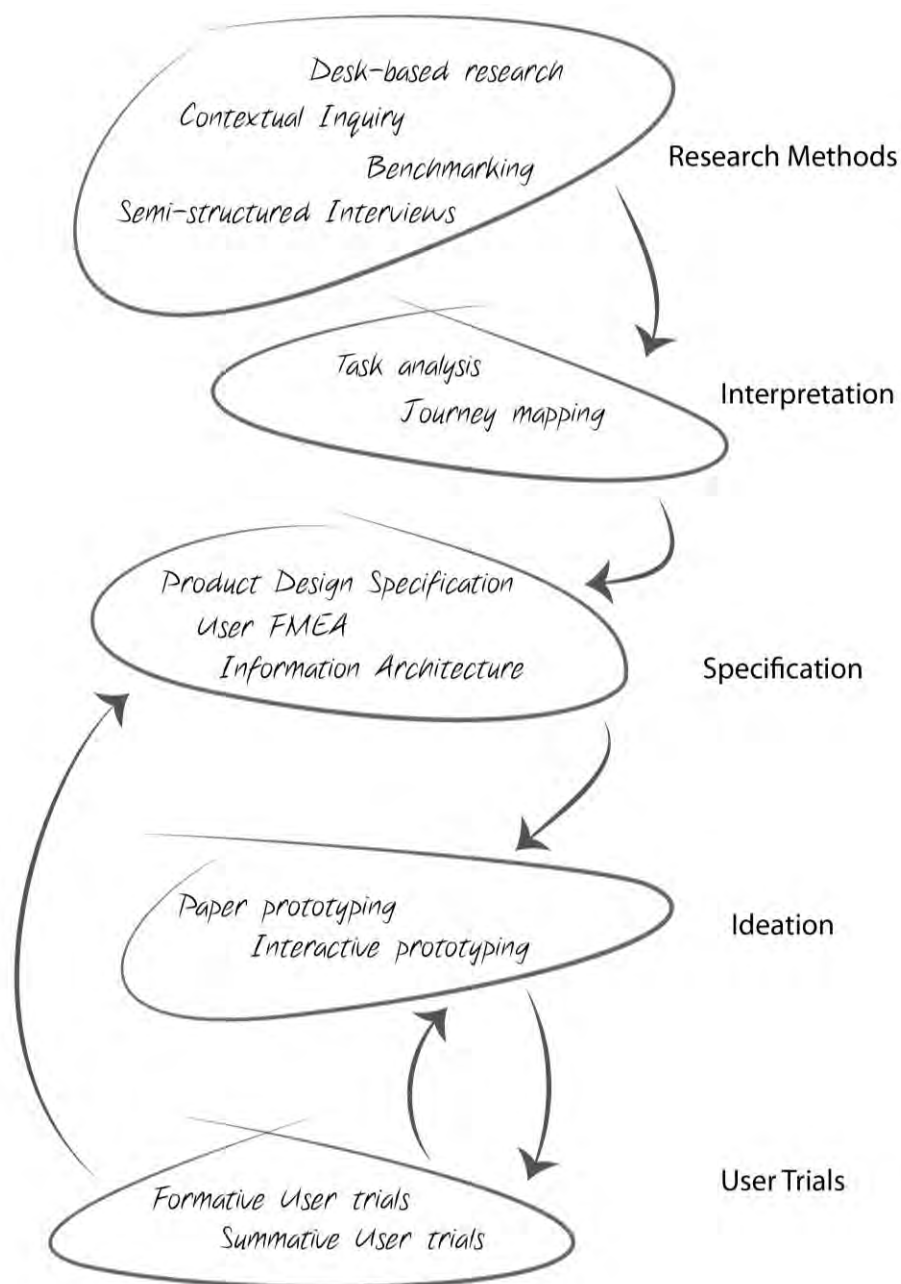 Desk-based research
Contextual Inquiry
Benchmarking
Semi-structured Interviews
Research Methods
Task analysis
Journey mapping
Interpretation
Product Design Specification
User FMEA
Information Architecture
Specification
Paper prototyping
Interactive prototyping
Ideation
Formative User trials
Summative User trials
User Trials